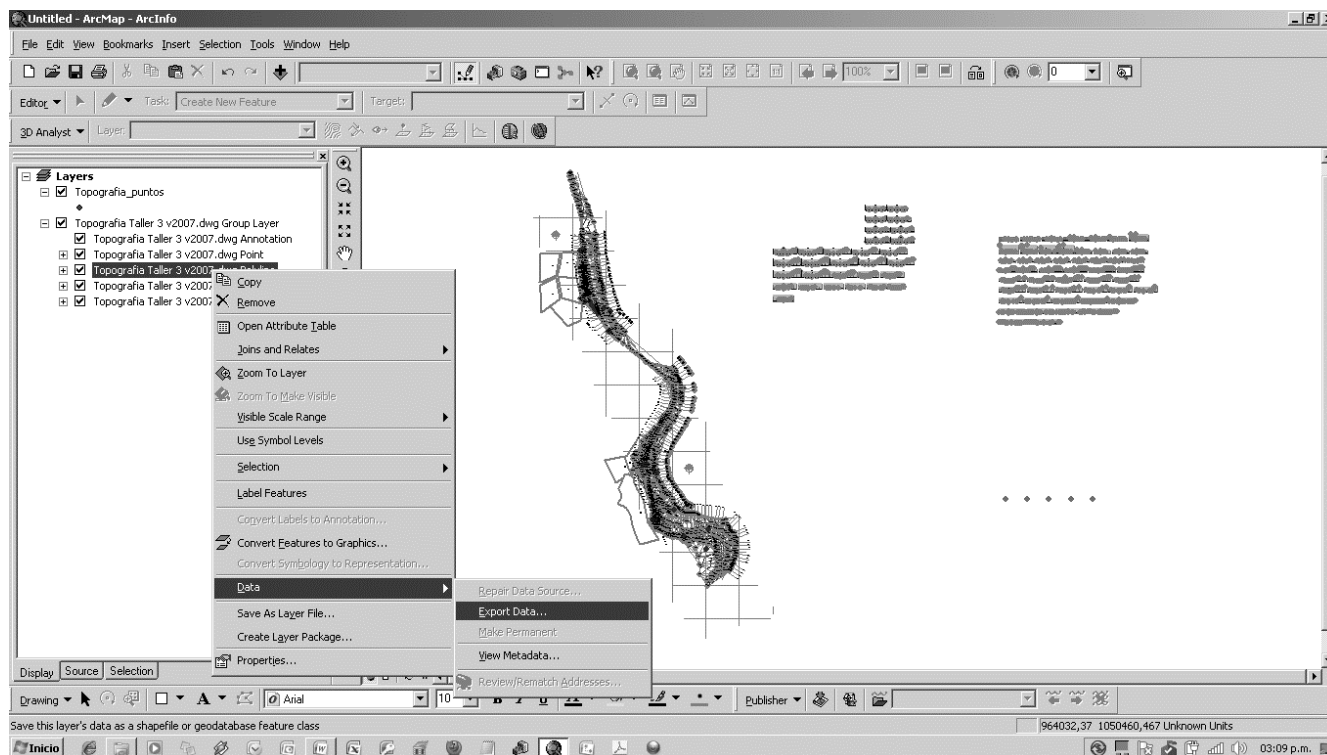 Untitled - ArcMap - ArcInfo
File Edit View Bookmarks Insert Selection Tools Window Help
100%
0
Editor Task: Create New Feature Target:
3D Analyst Layer:
Layers
Topografia_puntos
Topografia Taller 3 v2007.dwg Group Layer
Topografia Taller 3 v2007.dwg Annotation
Topografia Taller 3 v2007.dwg Point
Topografia Taller 3 v2007.dwg Polyline
Topografia Taller 3 v2007
Topografia Taller 3 v2007
Copy
Remove
Open Attribute Table
Joins and Relates
Zoom To Layer
Zoom To Make Visible
Visible Scale Range
Use Symbol Levels
Selection
Label Features
Convert Labels to Annotation...
Convert Features to Graphics...
Convert Symbology to Representation...
Data
Save As Layer File...
Create Layer Package...
Properties...
Repair Data Source...
Export Data...
Make Permanent
View Metadata...
Review/Rematch Addresses...
Display Source Selection
Drawing A Arial 10 B I U A Publisher
Save this layer's data as a shapefile or geodatabase feature class
964032,37 1050460,467 Unknown Units
Inicio
03:09 p.m.